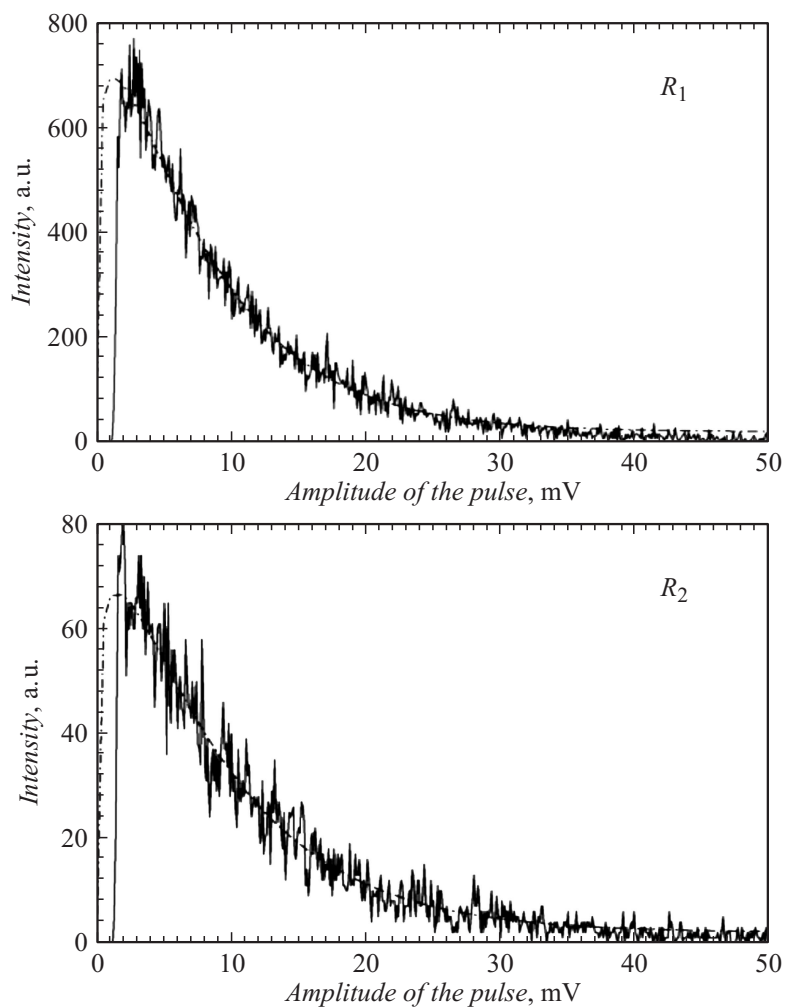 800
R1
600
Intensity, a.u.
400
200
0
0 10 20 30 40 50
Amplitude of the pulse, mV
80
R2
60
Intensity, a.u.
40
20
0
0 10 20 30 40 50
Amplitude of the pulse, mV